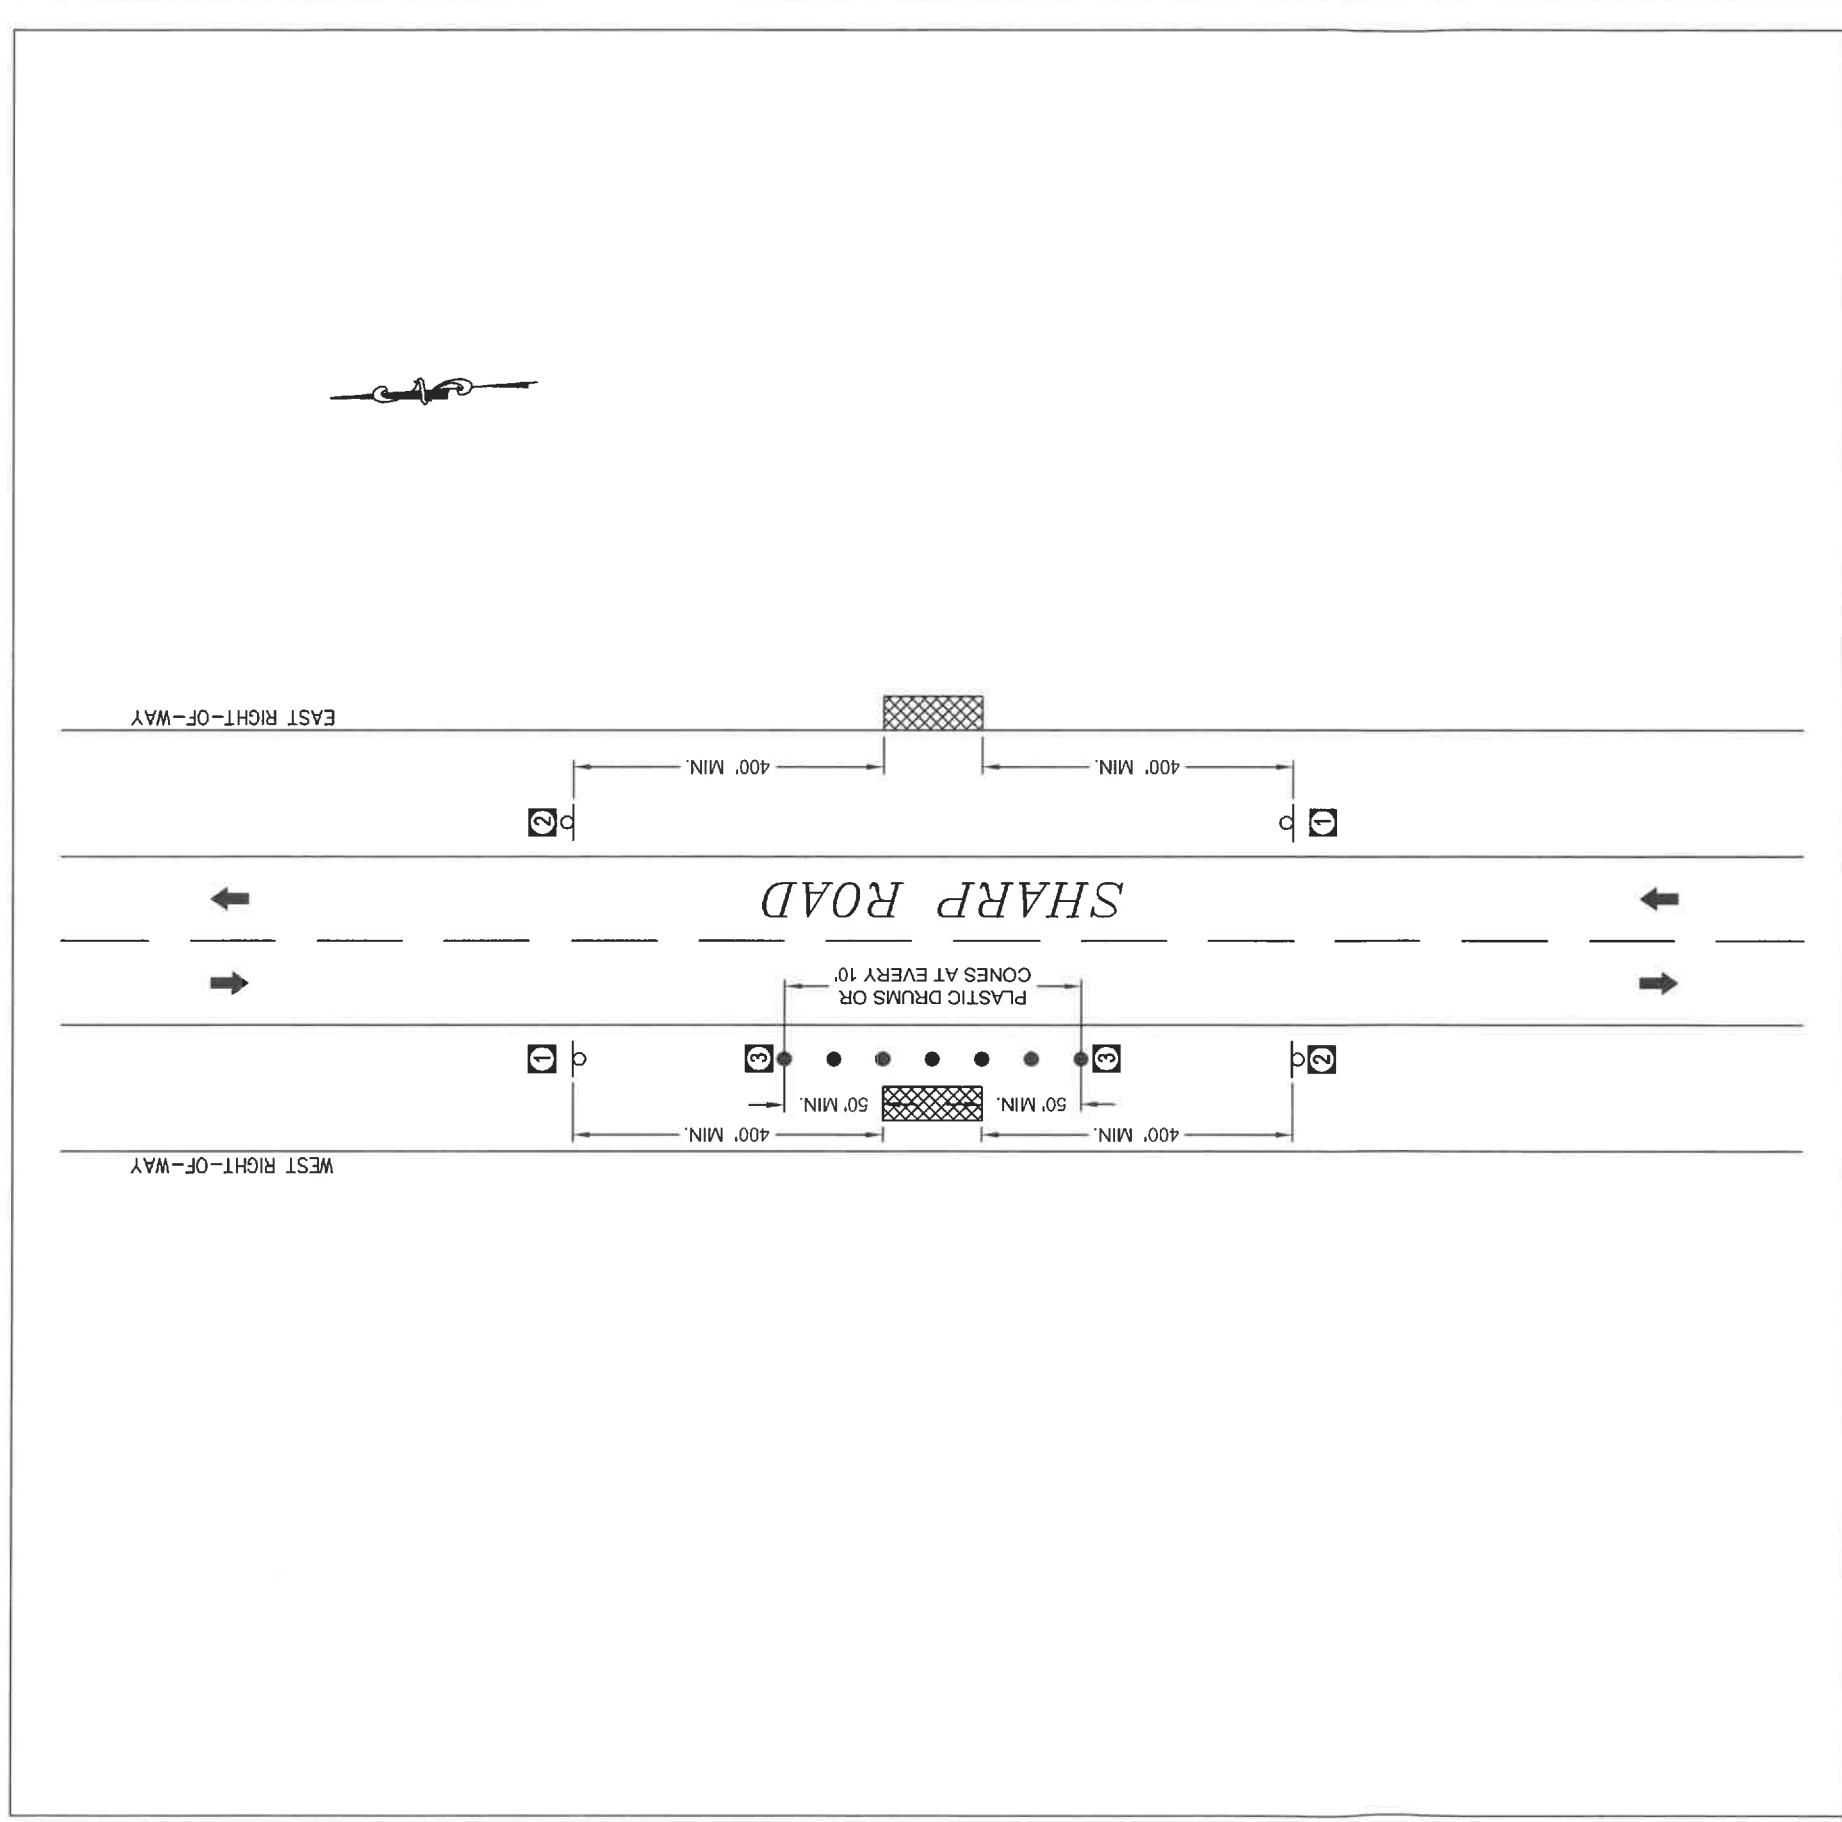 WEST RIGHT-OF-WAY
400' MIN.
400' MIN.
50' MIN.
50' MIN.
2
3
3
1
PLASTIC DRUMS OR
CONES AT EVERY 10'
SHARP ROAD
1
2
400' MIN.
400' MIN.
EAST RIGHT-OF-WAY
N